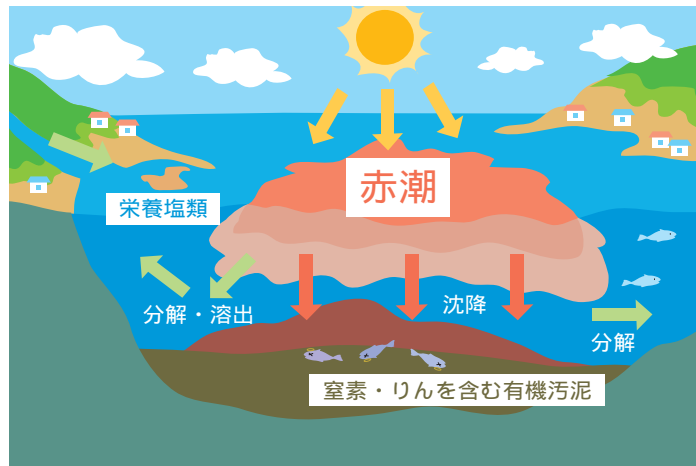 赤潮
栄養塩類
分解・溶出
沈降
分解
窒素・りんを含む有機汚泥